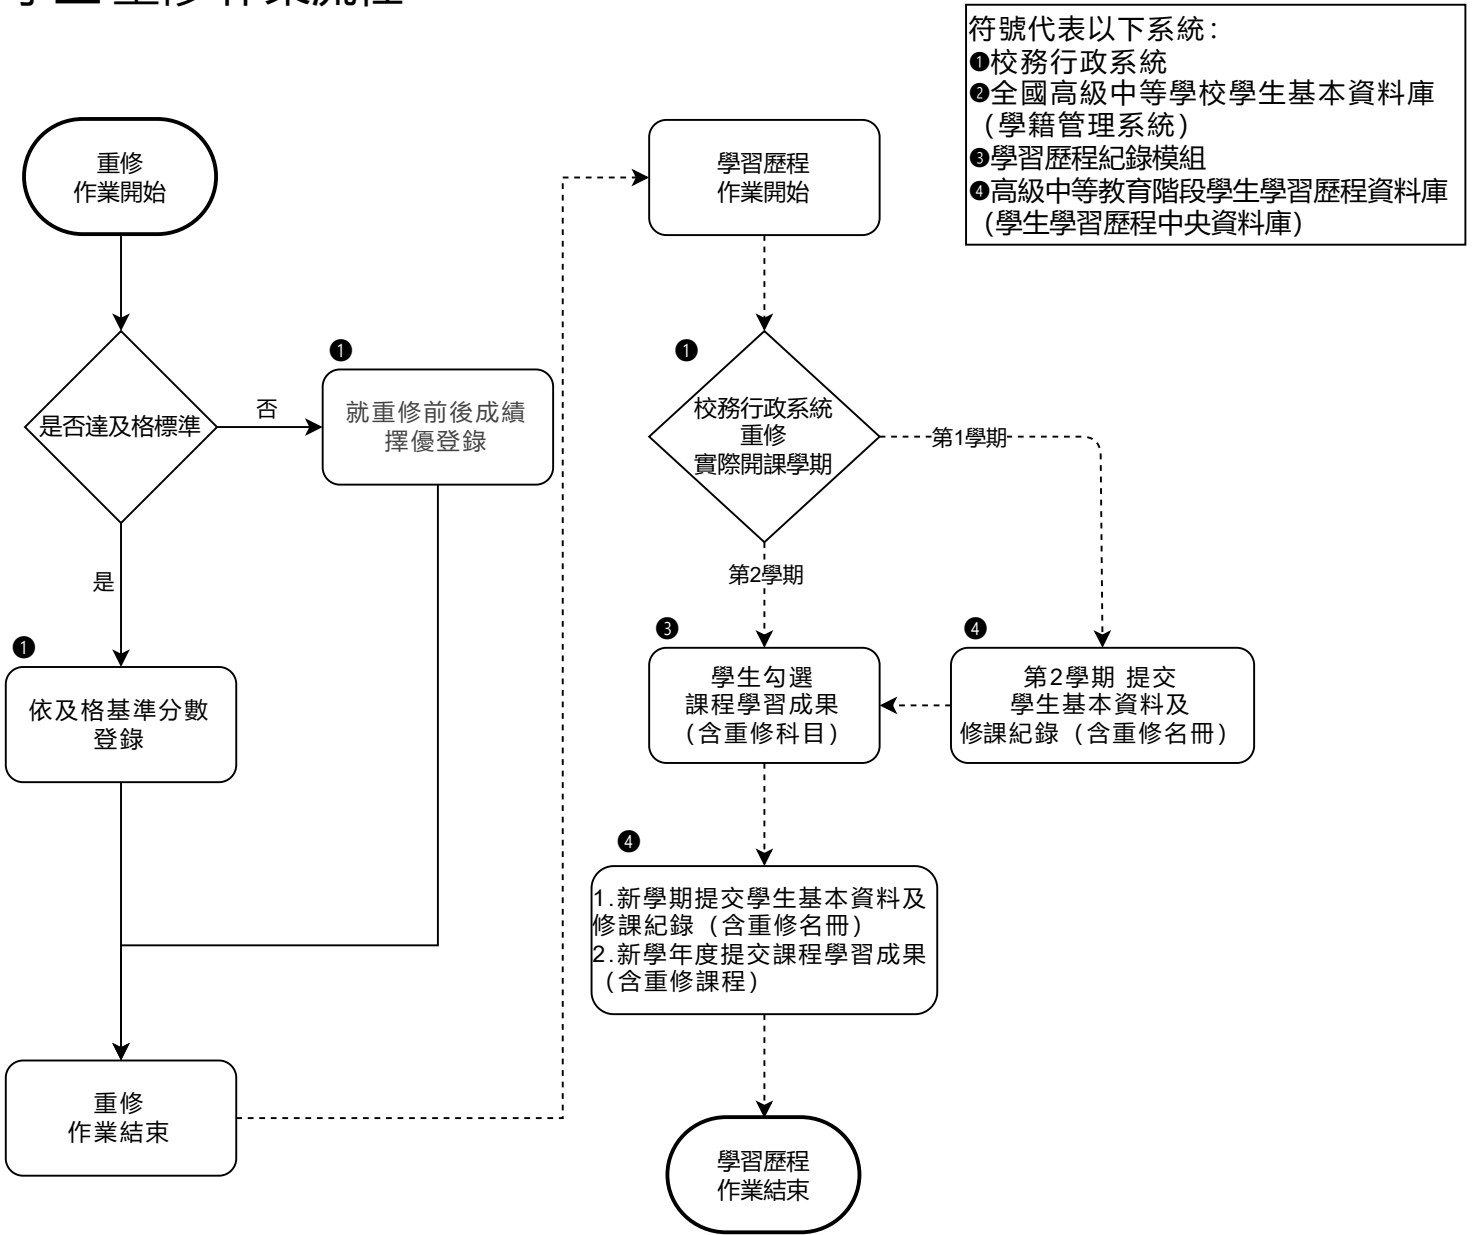 符號代表以下系統：
❶校務行政系統
❷全國高級中等學校學生基本資料庫
（學籍管理系統）
❸學習歷程紀錄模組
❹高級中等教育階段學生學習歷程資料庫
（學生學習歷程中央資料庫）
重修
作業開始
是否達及格標準
否
❶
就重修前後成績
擇優登錄
是
❶
依及格基準分數
登錄
重修
作業結束
學習歷程
作業開始
❶
校務行政系統
重修
實際開課學期
第1學期
第2學期
❸
學生勾選
課程學習成果
（含重修科目）
❹
第2學期 提交
學生基本資料及
修課紀錄（含重修名冊）
❹
1.新學期提交學生基本資料及
修課紀錄（含重修名冊）
2.新學年度提交課程學習成果
（含重修課程）
學習歷程
作業結束